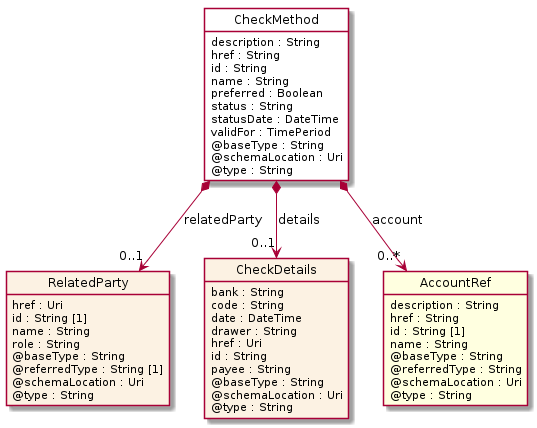 CheckMethod
description : String
href : String
id : String
name : String
preferred : Boolean
status : String
statusDate : DateTime
validFor : TimePeriod
@baseType : String
@schemaLocation : Uri
@type : String
relatedParty
details
account
0..1
0..1
0..*
RelatedParty
href : Uri
id : String [1]
name : String
role : String
@baseType : String
@referredType : String [1]
@schemaLocation : Uri
@type : String
CheckDetails
bank : String
code : String
date : DateTime
drawer : String
href : Uri
id : String
payee : String
@baseType : String
@schemaLocation : Uri
@type : String
AccountRef
description : String
href : String
id : String [1]
name : String
@baseType : String
@referredType : String
@schemaLocation : Uri
@type : String